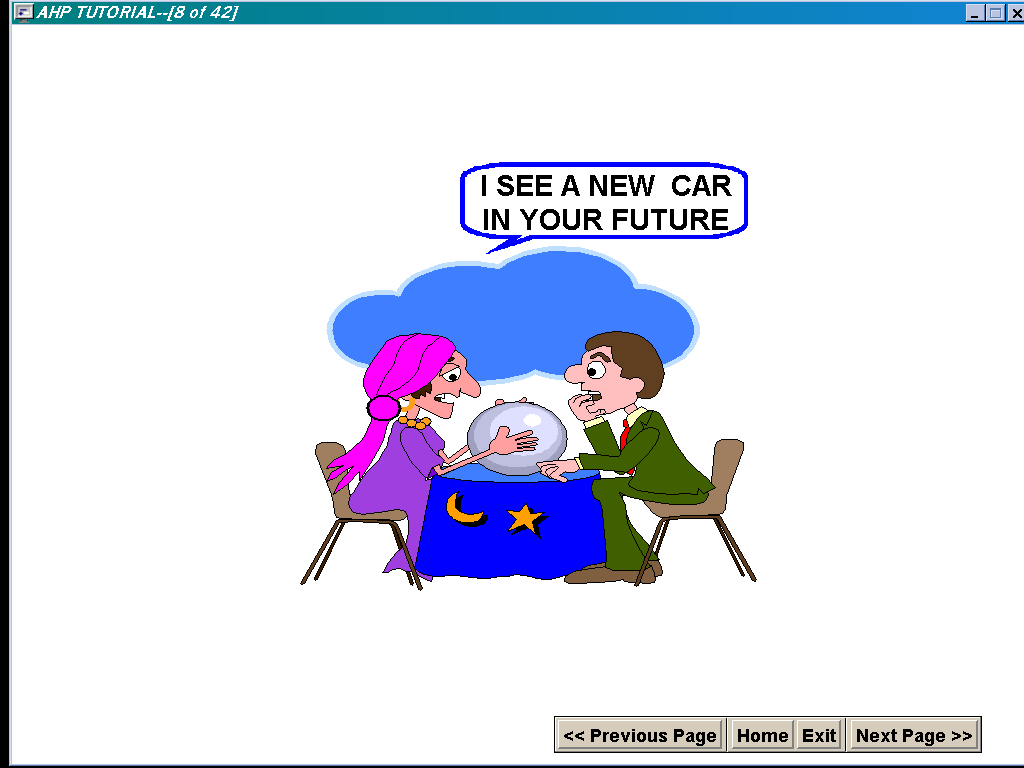 AHP TUTORIAL--[8 of 42]
I SEE A NEW CAR
IN YOUR FUTURE
<< Previous Page Home Exit Next Page >>